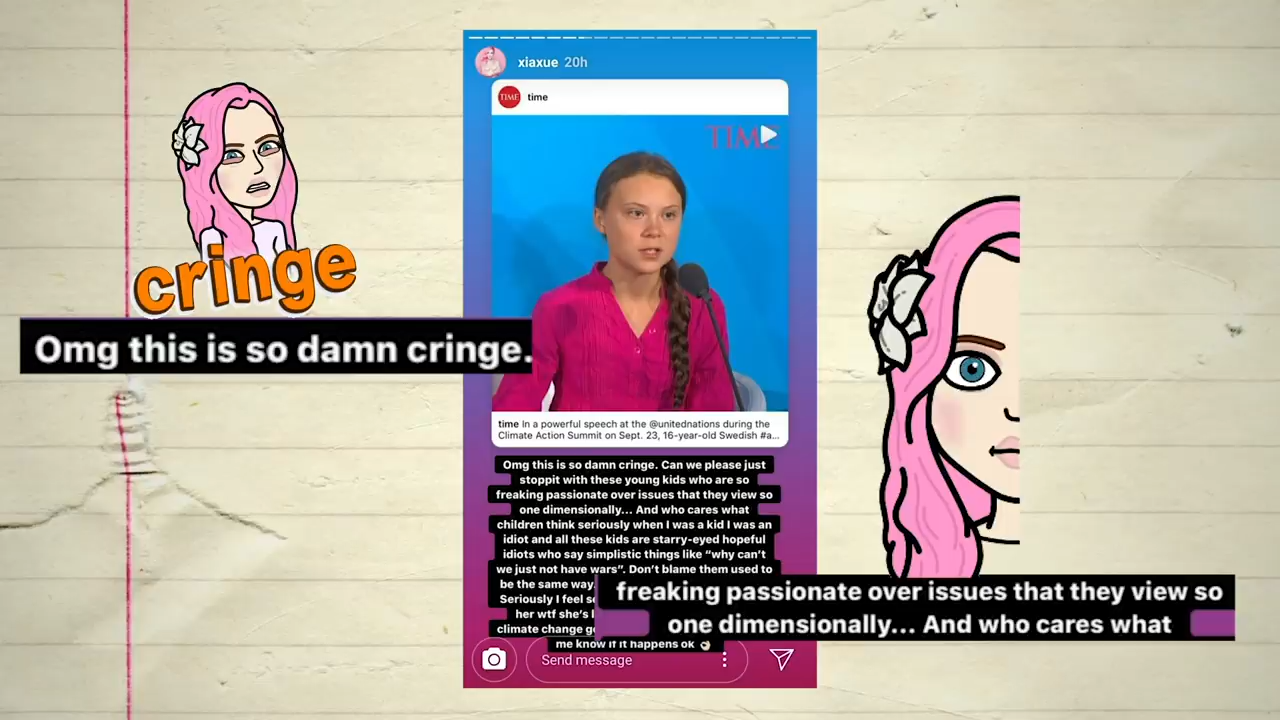 xiaxue 20h
TIME time
TIME
time In a powerful speech at the @unitednations during the
Climate Action Summit on Sept. 23, 16-year-old Swedish #a...
cringe
Omg this is so damn cringe.
Omg this is so damn cringe. Can we please just
stoppit with these young kids who are so
freaking passionate over issues that they view so
one dimensionally... And who cares what
children think seriously when I was a kid I was an
idiot and all these kids are starry-eyed hopeful
idiots who say simplistic things like “why can’t
we just not have wars”. Don’t blame them used to
be the same way.
Seriously I feel
her wtf she’s
climate change
me know if it happens ok 👌🏻
freaking passionate over issues that they view so
one dimensionally... And who cares what
Send message